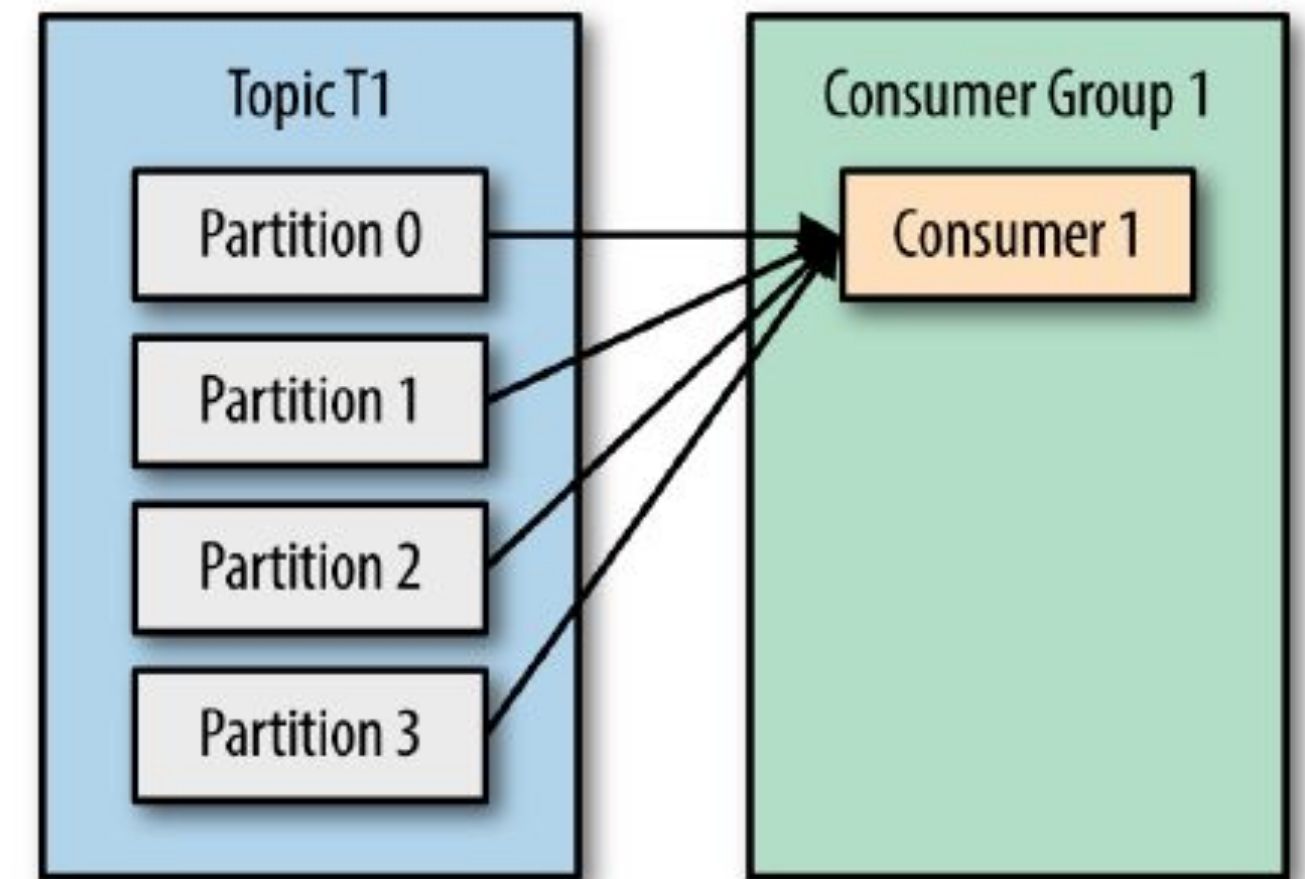 Topic T1
Partition 0
Partition 1
Partition 2
Partition 3
Consumer Group 1
Consumer 1